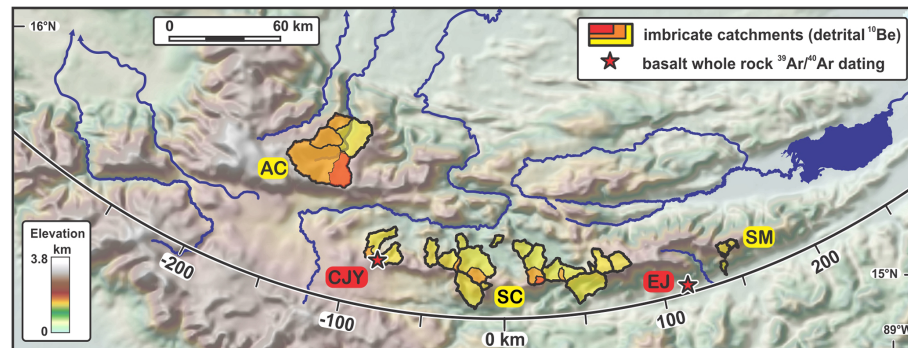 16°N
60 km
imbricate catchments (detrital ¹⁰Be)
basalt whole rock ³⁹Ar/⁴⁰Ar dating
AC
Elevation
km
3.8
0
-200
CJY
-100
SC
0 km
EJ
100
SM
200
15°N
89°W